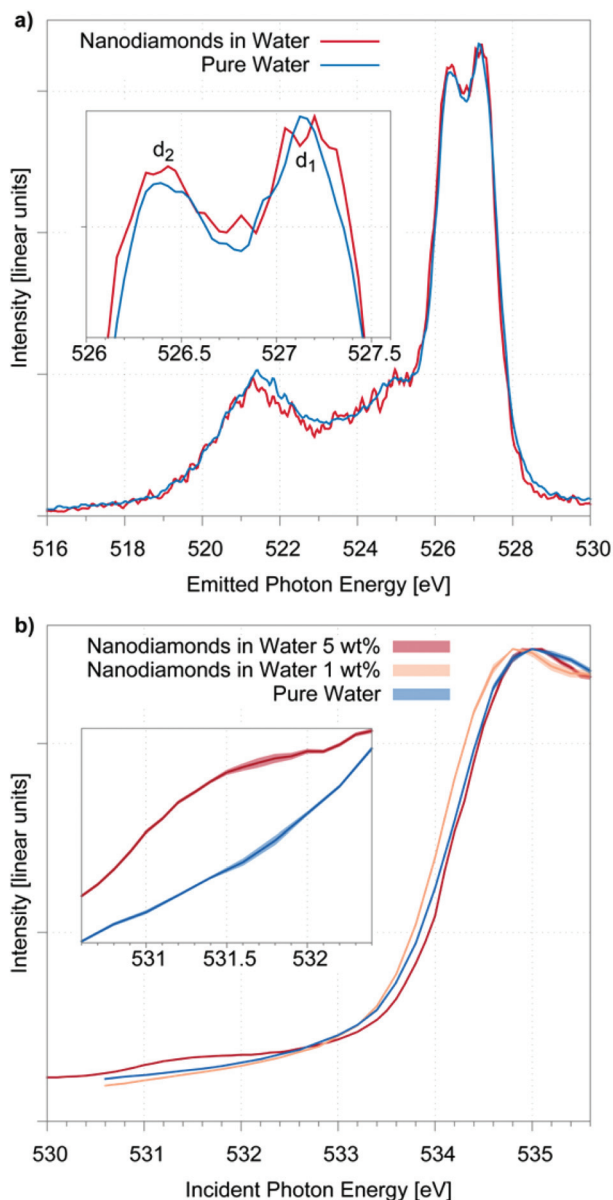 a)
Nanodiamonds in Water
Pure Water
d₂
d₁
526 526.5 527 527.5
Intensity [linear units]
516 518 520 522 524 526 528 530
Emitted Photon Energy [eV]
b)
Nanodiamonds in Water 5 wt%
Nanodiamonds in Water 1 wt%
Pure Water
531 531.5 532
Intensity [linear units]
530 531 532 533 534 535
Incident Photon Energy [eV]